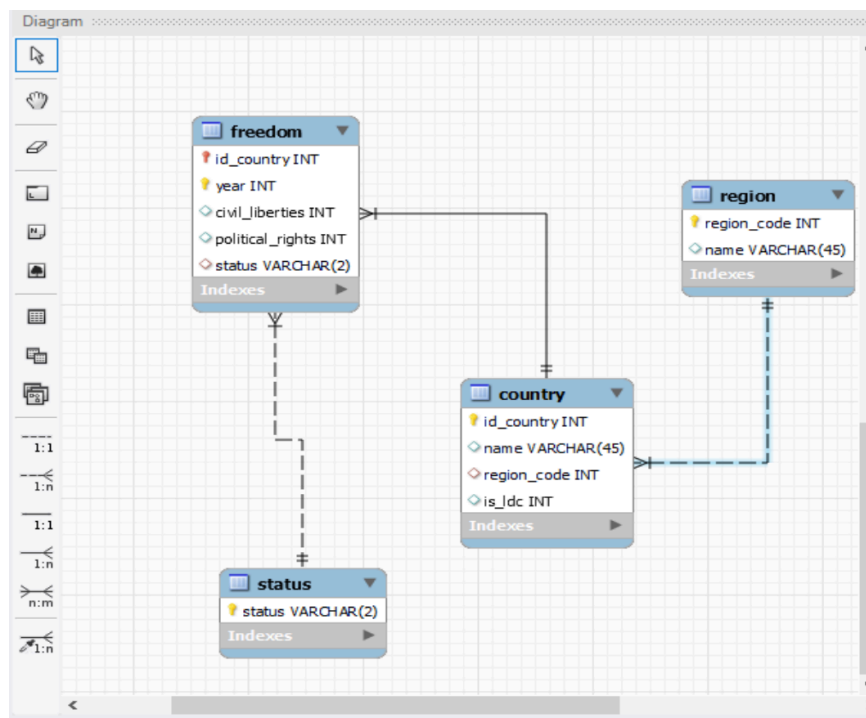 Diagram
freedom
id_country INT
year INT
civil_liberties INT
political_rights INT
status VARCHAR(2)
Indexes
region
region_code INT
name VARCHAR(45)
Indexes
country
id_country INT
name VARCHAR(45)
region_code INT
is_ldc INT
Indexes
status
status VARCHAR(2)
Indexes
1:1
1:n
1:1
1:n
n:m
1:n